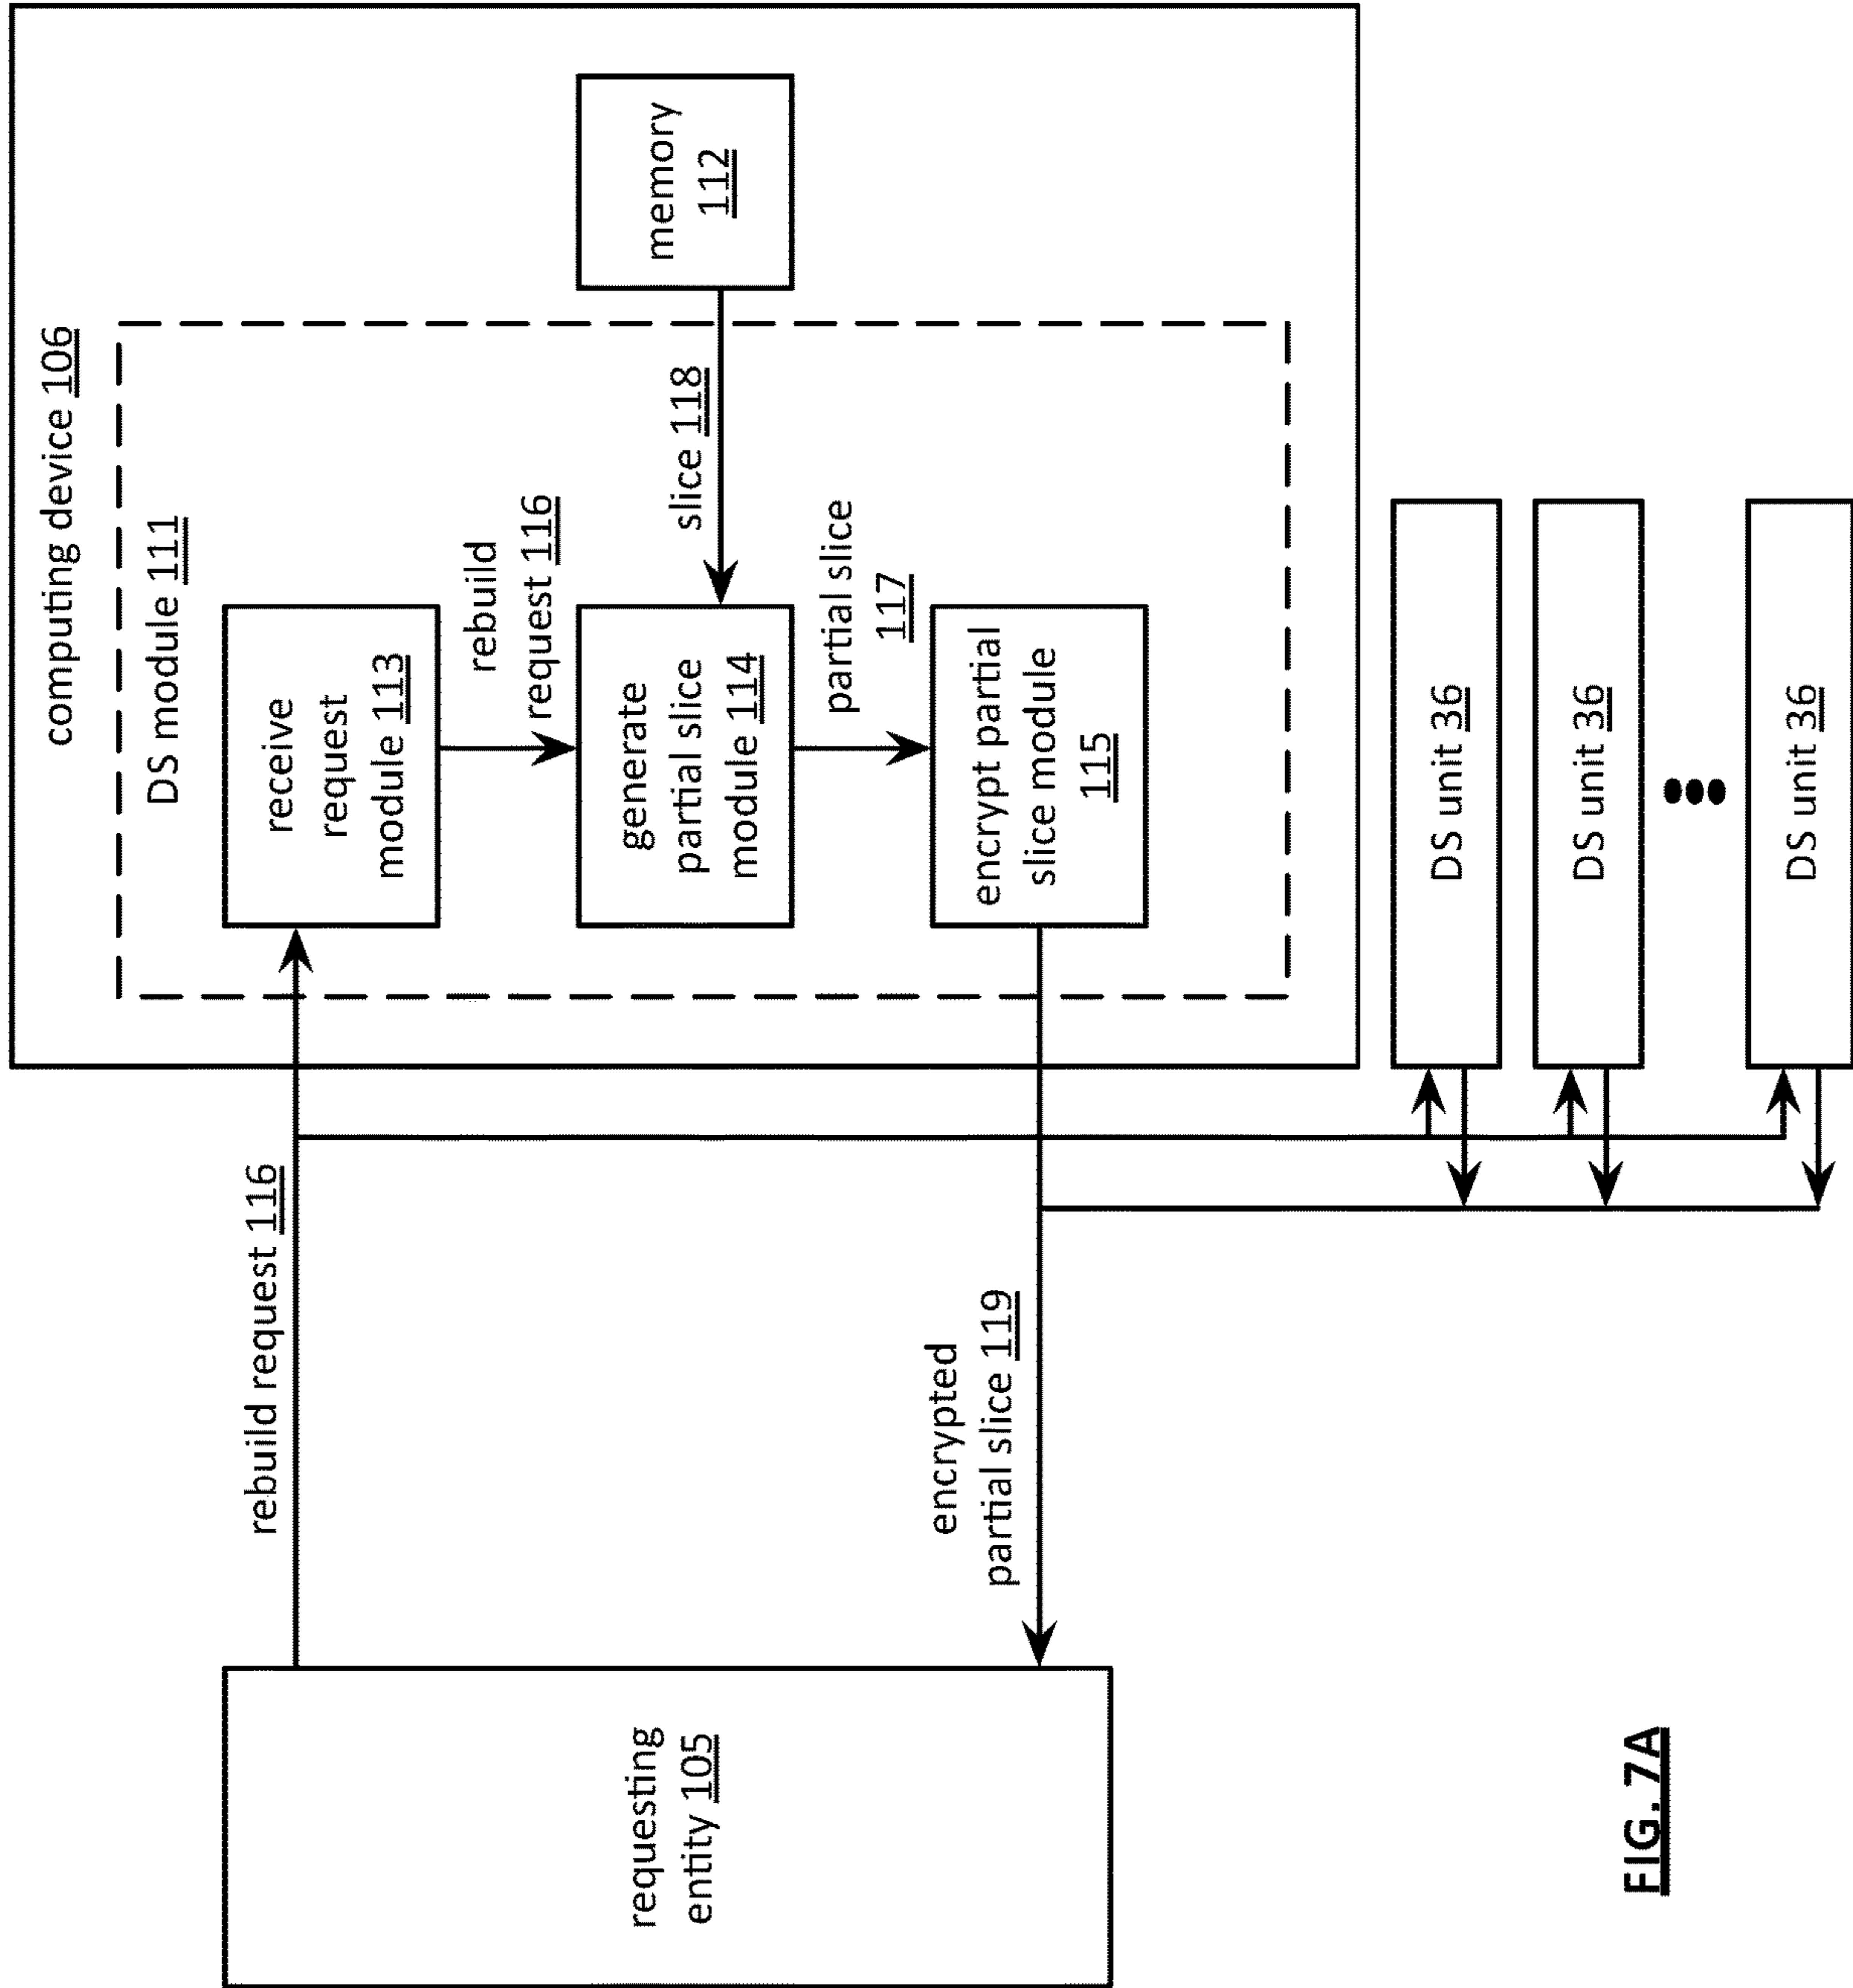 computing device 106
DS module 111
rebuild request 116
receive
request
module 113
rebuild
request 116
slice 118
memory
112
requesting
entity 105
generate
partial slice
module 114
partial slice
117
encrypted
partial slice 119
encrypt partial
slice module
115
DS unit 36
DS unit 36
DS unit 36
FIG. 7A